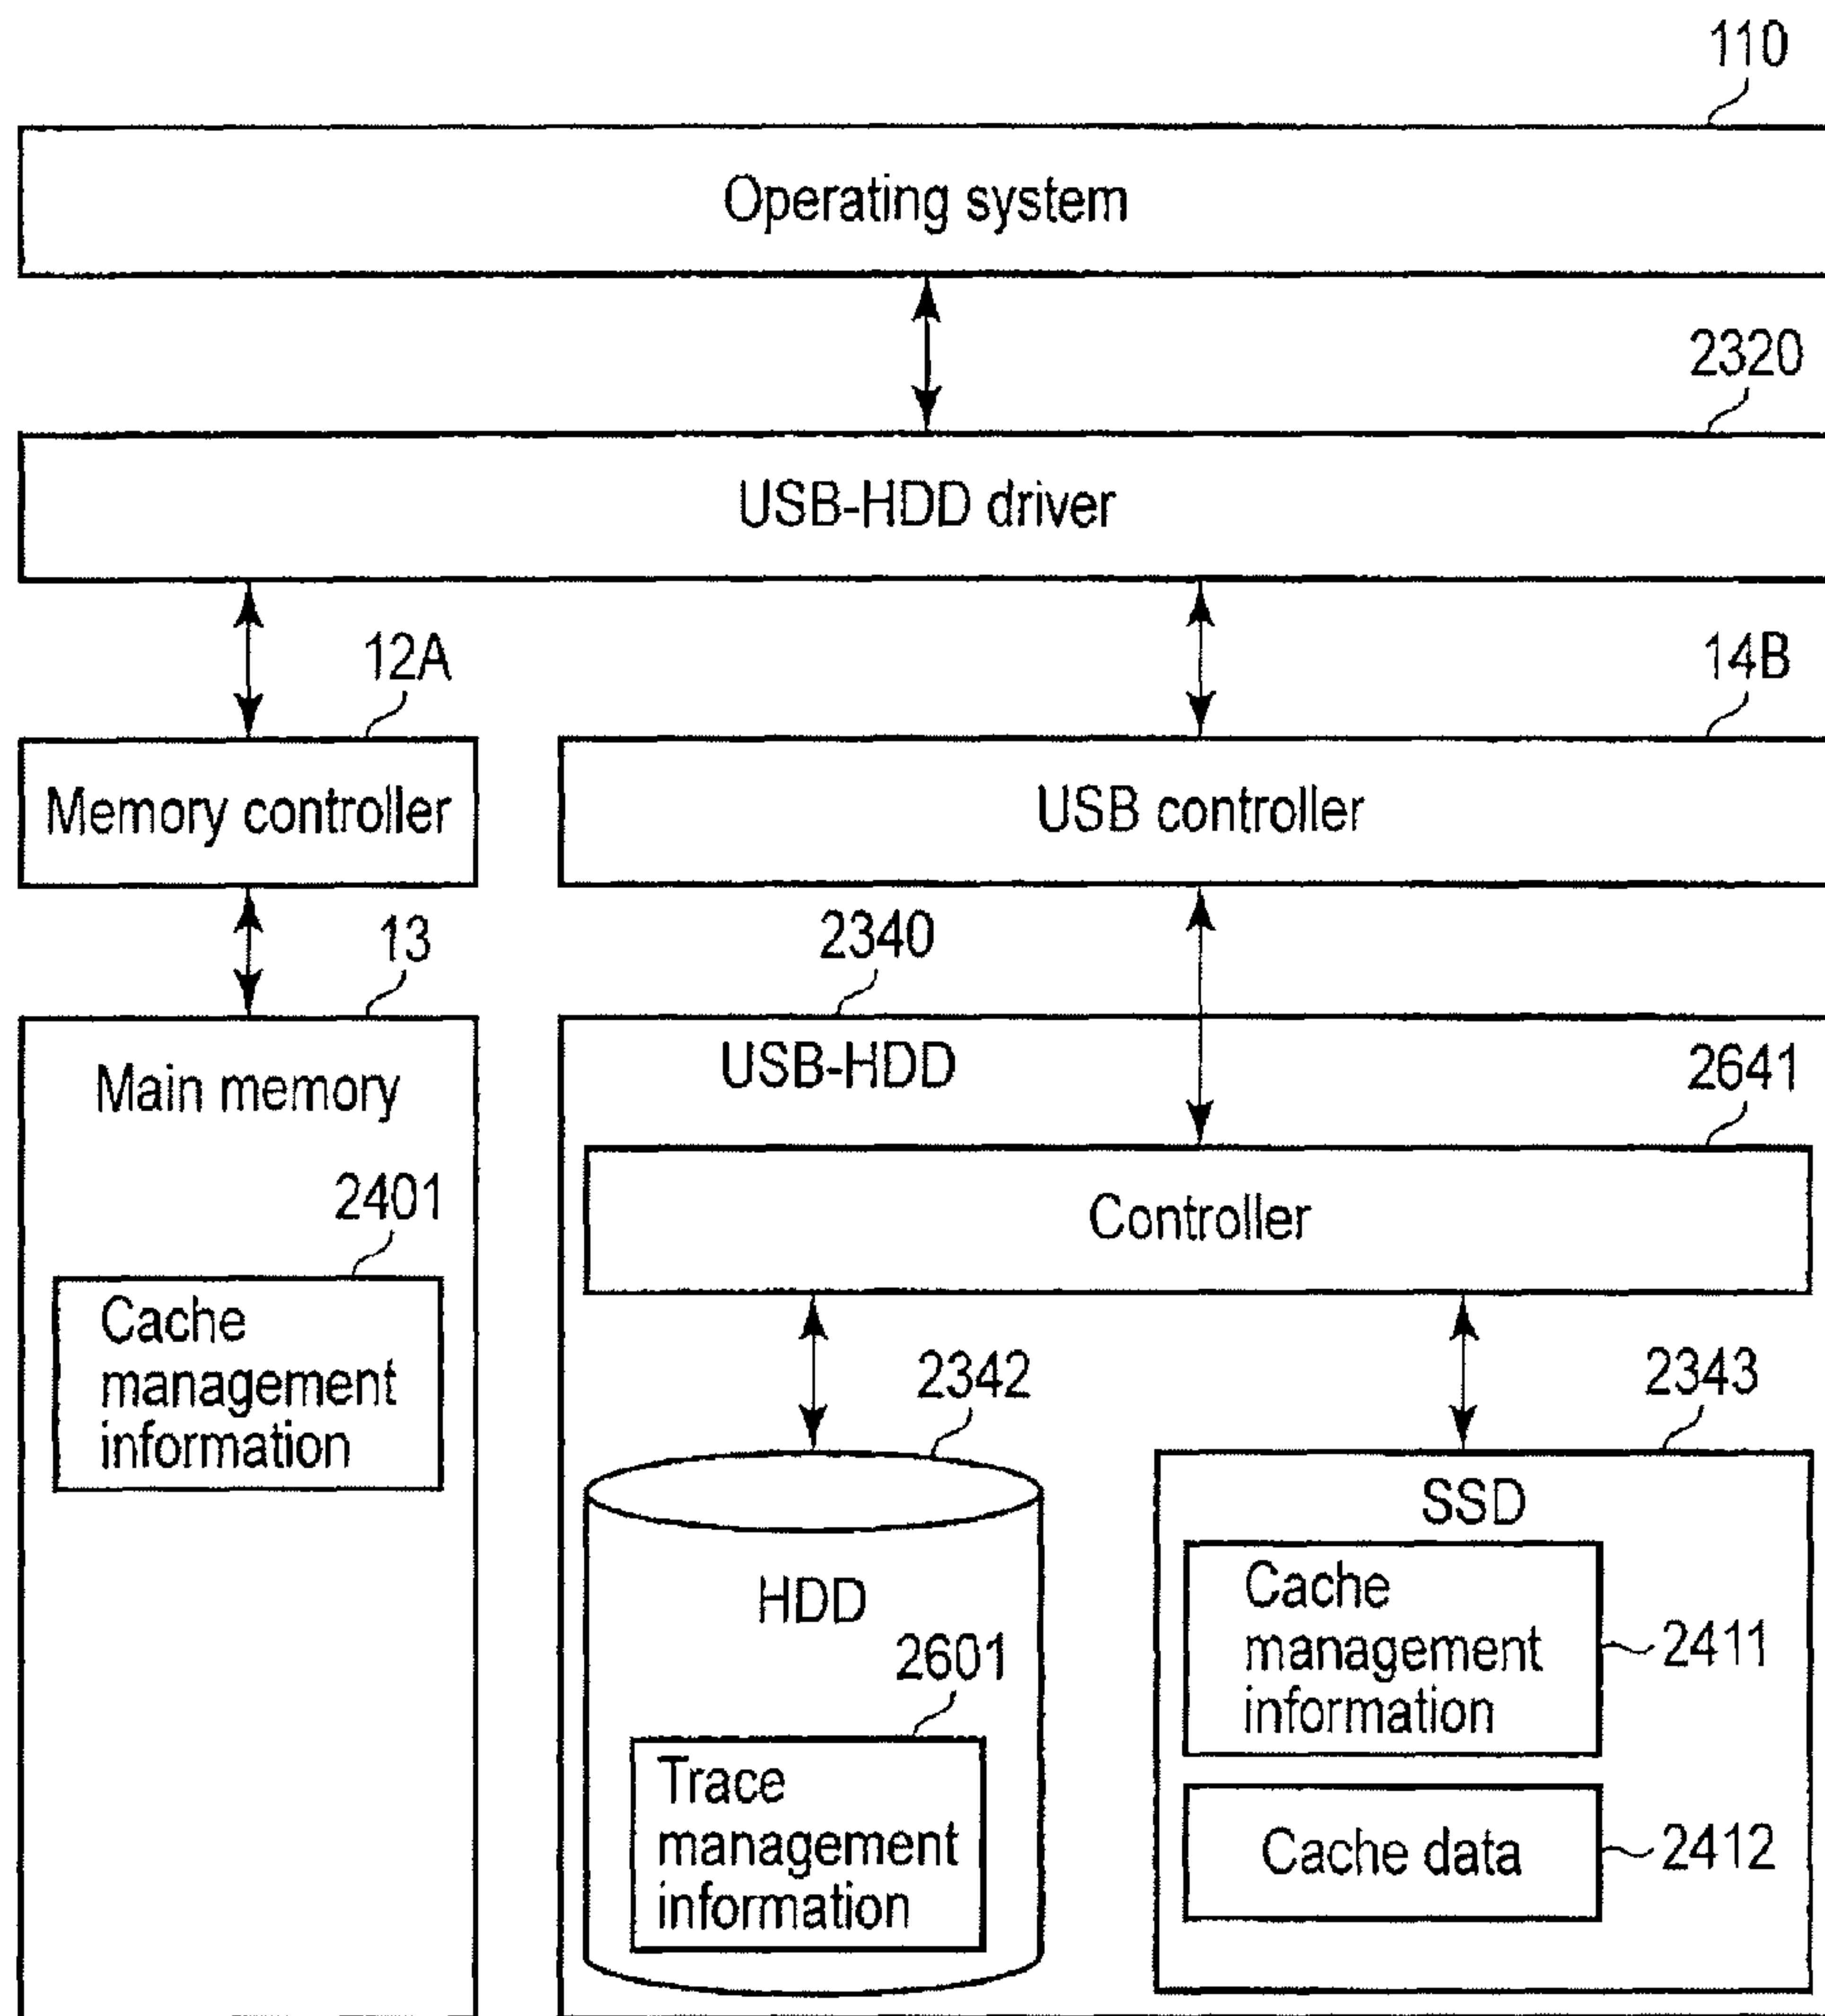 110
Operating system
2320
USB-HDD driver
12A
14B
Memory controller
USB controller
13
2340
Main memory
USB-HDD
2641
2401
Controller
Cache
management
information
2342
2343
HDD
SSD
2601
Trace
management
information
Cache
management
information
2411
Cache data
2412